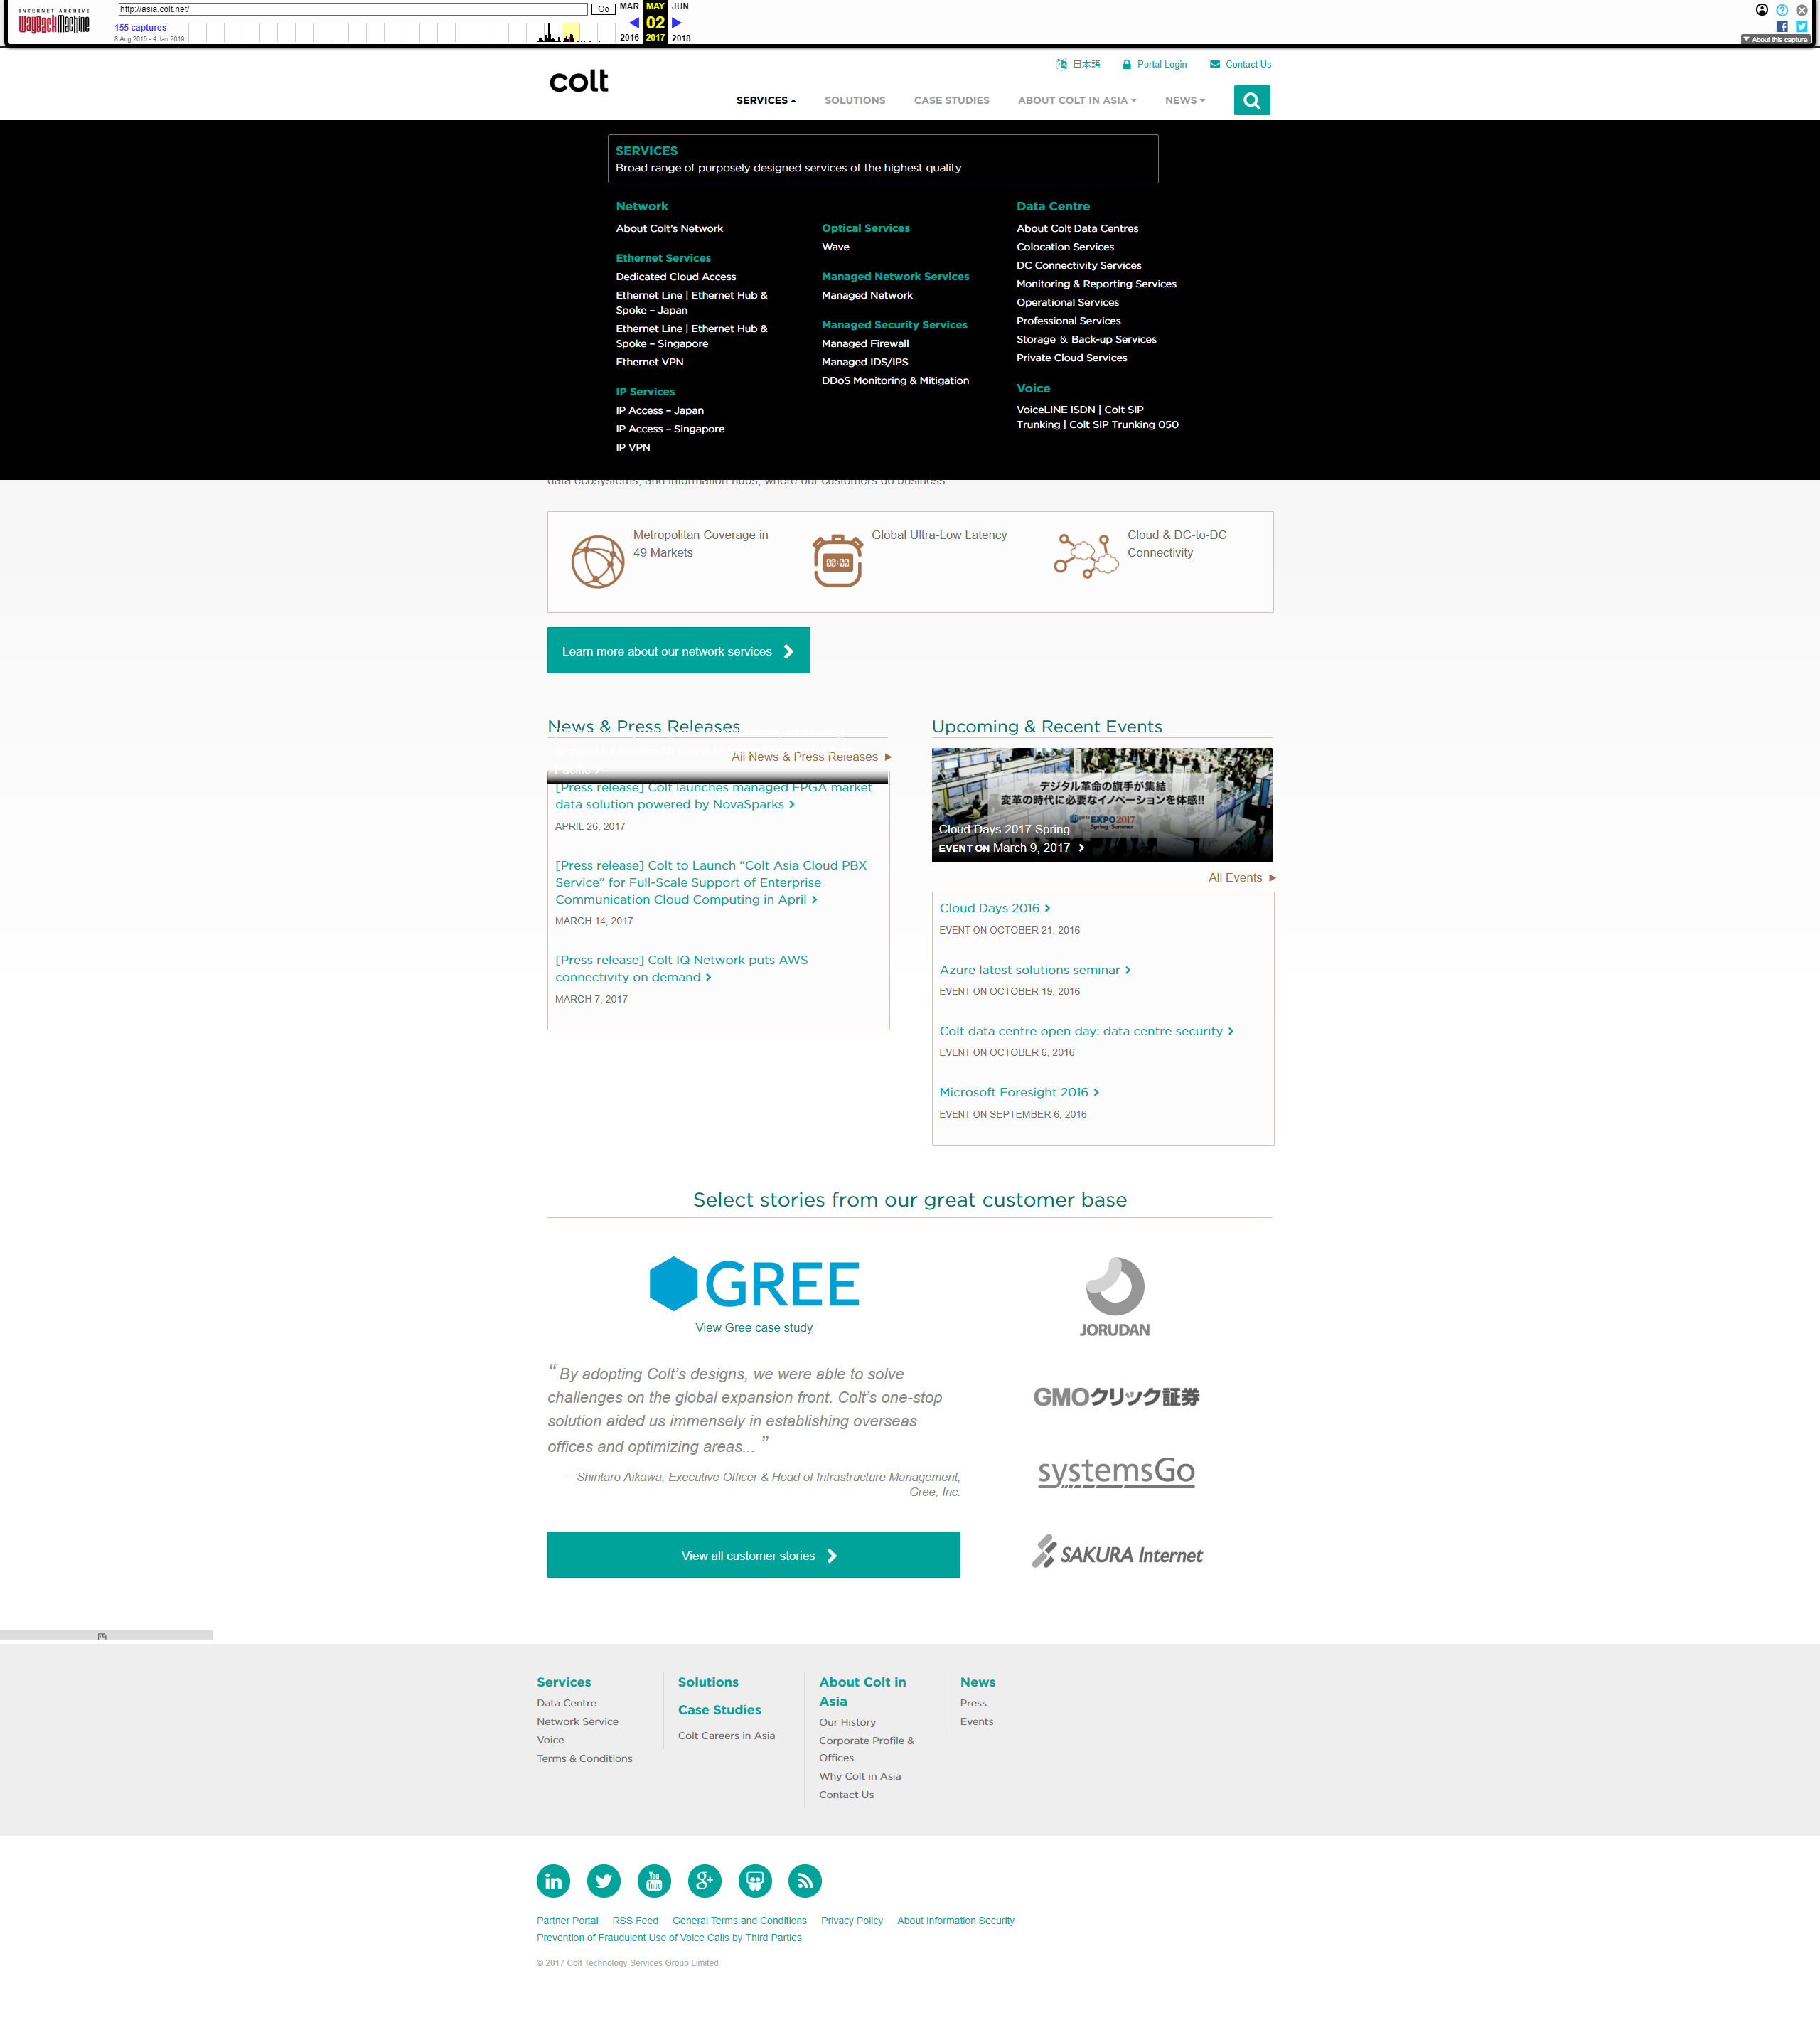 INTERNET ARCHIVE
WayBackMachine
http://asia.colt.net/
Go
MAR
MAY
JUN
155 captures
02
8 Aug 2015 - 4 Jan 2019
2016
2017
2018
About this capture
日本語
Portal Login
Contact Us
colt
SERVICES
SOLUTIONS
CASE STUDIES
ABOUT COLT IN ASIA
NEWS
SERVICES
Broad range of purposely designed services of the highest quality
Network
About Colt's Network
Ethernet Services
Dedicated Cloud Access
Ethernet Line | Ethernet Hub &
Spoke – Japan
Ethernet Line | Ethernet Hub &
Spoke – Singapore
Ethernet VPN
IP Services
IP Access – Japan
IP Access – Singapore
IP VPN
Optical Services
Wave
Managed Network Services
Managed Network
Managed Security Services
Managed Firewall
Managed IDS/IPS
DDoS Monitoring & Mitigation
Data Centre
About Colt Data Centres
Colocation Services
DC Connectivity Services
Monitoring & Reporting Services
Operational Services
Professional Services
Storage & Back-up Services
Private Cloud Services
Voice
VoiceLINE ISDN | Colt SIP
Trunking | Colt SIP Trunking 050
data ecosystems, and information hubs, where our customers do business.
Metropolitan Coverage in
49 Markets
Global Ultra-Low Latency
Cloud & DC-to-DC
Connectivity
Learn more about our network services
News & Press Releases
All News & Press Releases
[Press release] Colt launches managed FPGA market
data solution powered by NovaSparks
APRIL 26, 2017
[Press release] Colt to Launch “Colt Asia Cloud PBX
Service” for Full-Scale Support of Enterprise
Communication Cloud Computing in April
MARCH 14, 2017
[Press release] Colt IQ Network puts AWS
connectivity on demand
MARCH 7, 2017
Upcoming & Recent Events
デジタル革命の旗手が集結
変革の時代に必要なイノベーションを体感!!
EXPO2017
Spring Summer
Cloud Days 2017 Spring
EVENT ON March 9, 2017
All Events
Cloud Days 2016
EVENT ON OCTOBER 21, 2016
Azure latest solutions seminar
EVENT ON OCTOBER 19, 2016
Colt data centre open day: data centre security
EVENT ON OCTOBER 6, 2016
Microsoft Foresight 2016
EVENT ON SEPTEMBER 6, 2016
Select stories from our great customer base
GREE
View Gree case study
“ By adopting Colt's designs, we were able to solve
challenges on the global expansion front. Colt's one-stop
solution aided us immensely in establishing overseas
offices and optimizing areas... ”
– Shintaro Aikawa, Executive Officer & Head of Infrastructure Management,
Gree, Inc.
View all customer stories
JORUDAN
GMOクリック証券
systemsGo
SAKURA Internet
Services
Data Centre
Network Service
Voice
Terms & Conditions
Solutions
Case Studies
Colt Careers in Asia
About Colt in
Asia
Our History
Corporate Profile &
Offices
Why Colt in Asia
Contact Us
News
Press
Events
in
You
Tube
g+
Partner Portal
RSS Feed
General Terms and Conditions
Privacy Policy
About Information Security
Prevention of Fraudulent Use of Voice Calls by Third Parties
© 2017 Colt Technology Services Group Limited